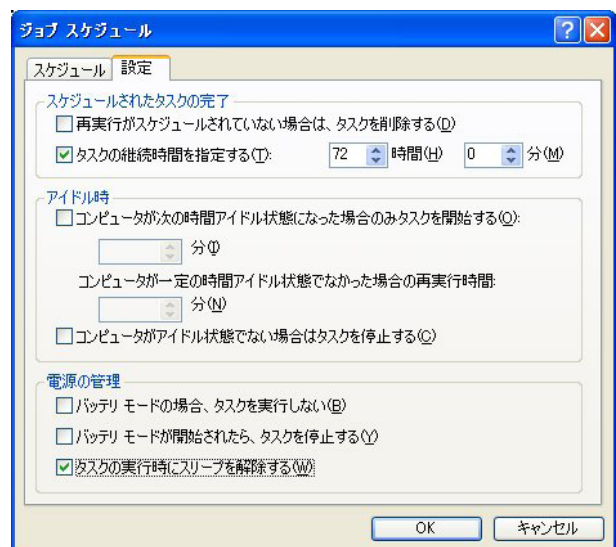 ジョブ スケジュール
スケジュール 設定
スケジュールされたタスクの完了
再実行がスケジュールされていない場合は、タスクを削除する(D)
タスクの継続時間を指定する(T): 72 時間(H) 0 分(M)
アイドル時
コンピュータが次の時間アイドル状態になった場合のみタスクを開始する(O):
分(I)
コンピュータが一定の時間アイドル状態でなかった場合の再実行時間:
分(N)
コンピュータがアイドル状態でない場合はタスクを停止する(C)
電源の管理
バッテリ モードの場合、タスクを実行しない(B)
バッテリ モードが開始されたら、タスクを停止する(Y)
タスクの実行時にスリープを解除する(W)
OK キャンセル